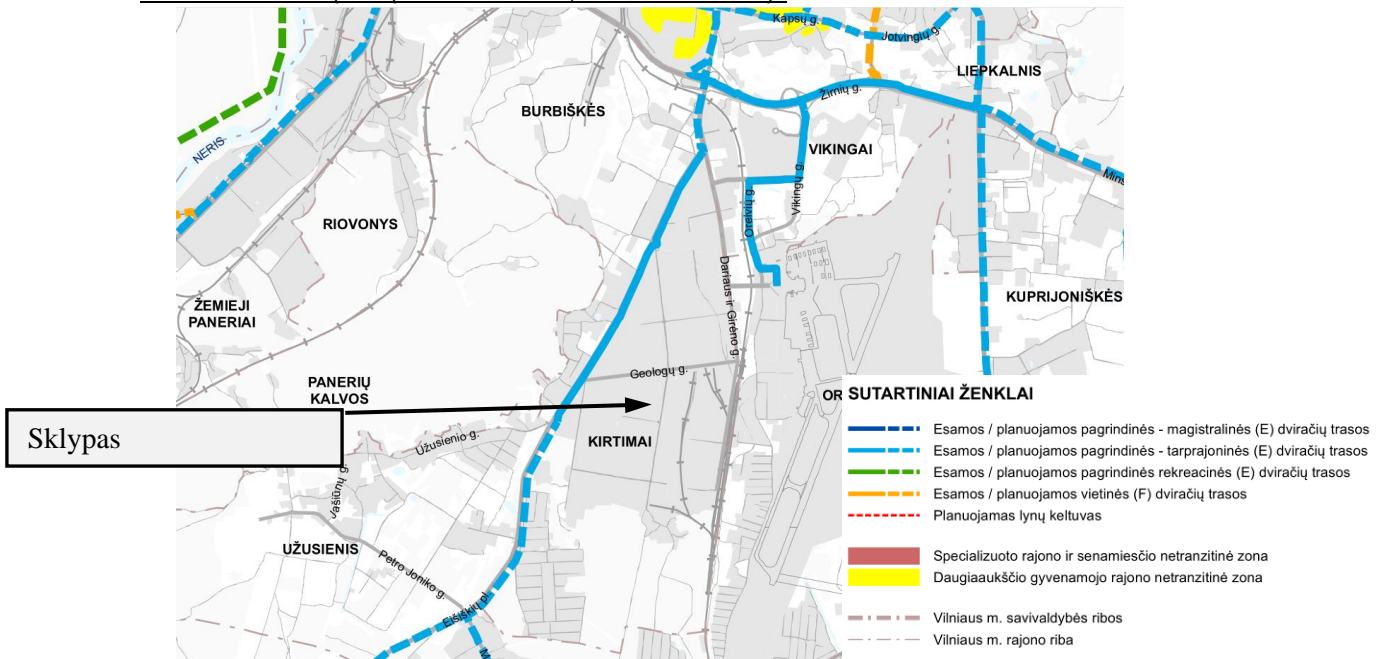 Kapsų g.
Jotvingių g.
LIEPKALNIS
Žirnių g.
BURBIŠKĖS
NERIS
VIKINGAI
Vikingų g.
Oreivių g.
RIOVONYS
Dariaus ir Girėno g.
KUPRIJONIŠKĖS
ŽEMIEJI
PANERIAI
Geologų g.
PANERIŲ
KALVOS
Sklypas
KIRTIMAI
Užusienio g.
Jašiūnų g.
UŽUSIENIS
Petro Joniko g.
Eišiškių pl.
SUTARTINIAI ŽENKLAI
Esamos / planuojamos pagrindinės - magistralinės (E) dviračių trasos
Esamos / planuojamos pagrindinės - tarprajoninės (E) dviračių trasos
Esamos / planuojamos pagrindinės rekreacinės (E) dviračių trasos
Esamos / planuojamos vietinės (F) dviračių trasos
Planuojamas lynų keltuvas
Specializuoto rajono ir senamiesčio netranzitinė zona
Daugiaaukščio gyvenamojo rajono netranzitinė zona
Vilniaus m. savivaldybės ribos
Vilniaus m. rajono riba